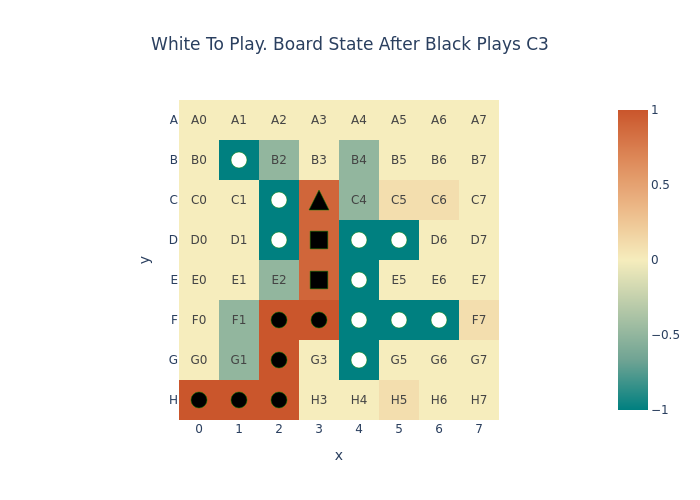 White To Play. Board State After Black Plays C3
A A0 A1 A2 A3 A4 A5 A6 A7
B B0 B2 B3 B4 B5 B6 B7
C C0 C1 C4 C5 C6 C7
D D0 D1 D6 D7
E E0 E1 E2 E5 E6 E7
F F0 F1 F7
G G0 G1 G3 G5 G6 G7
H H3 H4 H5 H6 H7
0 1 2 3 4 5 6 7
x
y
1
0.5
0
−0.5
−1